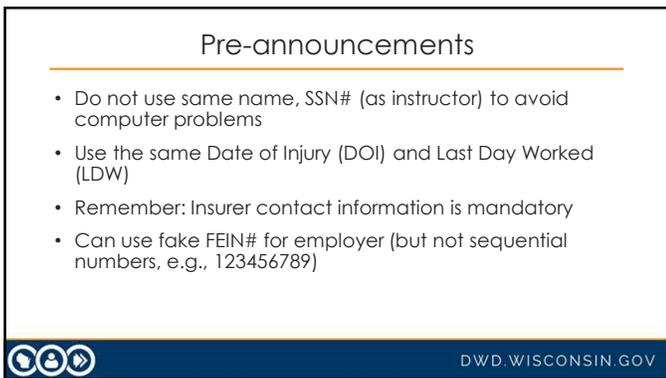 Pre-announcements
• Do not use same name, SSN# (as instructor) to avoid
computer problems
• Use the same Date of Injury (DOI) and Last Day Worked
(LDW)
• Remember: Insurer contact information is mandatory
• Can use fake FEIN# for employer (but not sequential
numbers, e.g., 123456789)
DWD.WISCONSIN.GOV